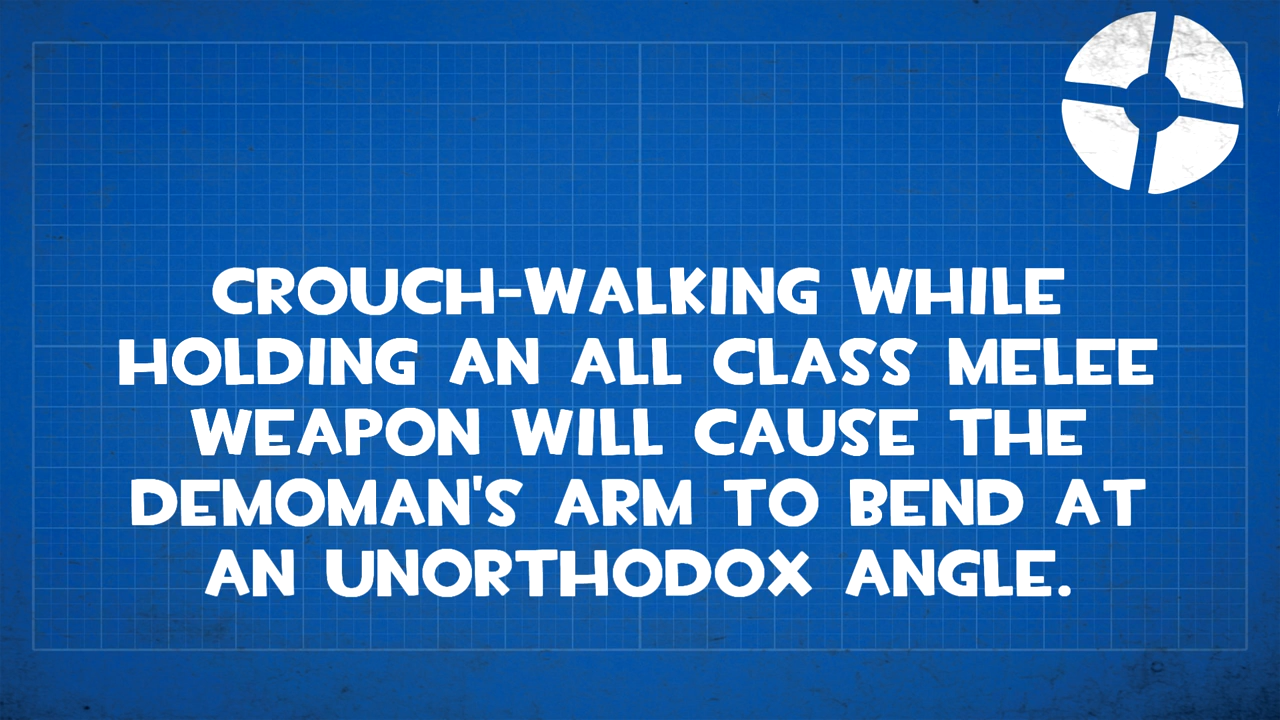 CROUCH-WALKING WHILE
HOLDING AN ALL CLASS MELEE
WEAPON WILL CAUSE THE
DEMOMAN'S ARM TO BEND AT
AN UNORTHODOX ANGLE.